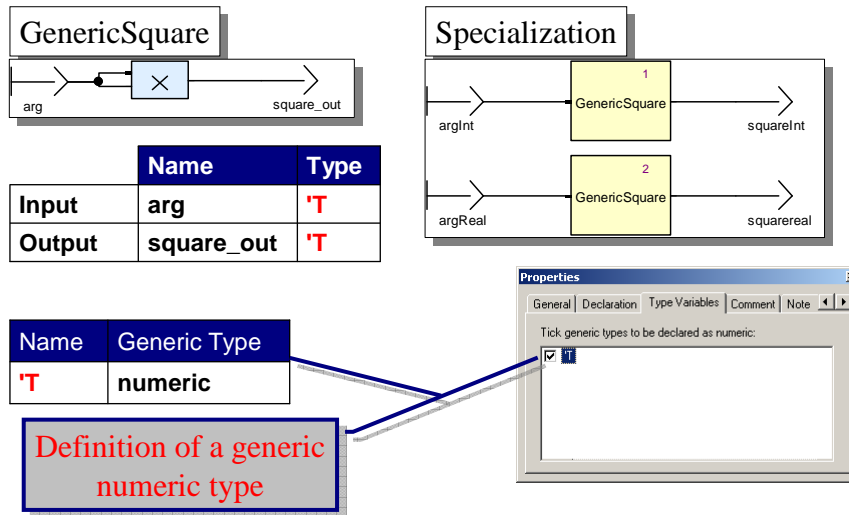 GenericSquare
arg
square_out
Specialization
1
GenericSquare
argInt
squareInt
2
GenericSquare
argReal
squarereal
Name Type
Input arg 'T
Output square_out 'T
Properties
General Declaration Type Variables Comment Note
Tick generic types to be declared as numeric:
'T
Name Generic Type
'T numeric
Definition of a generic
numeric type